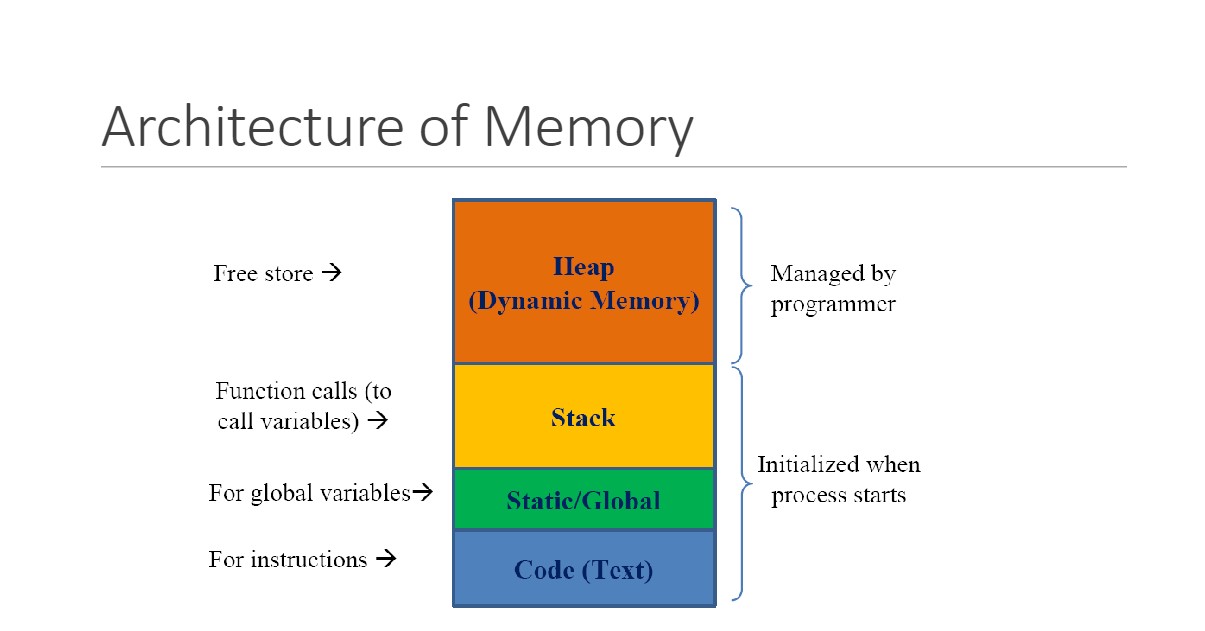 Architecture of Memory
Free store →
Heap
(Dynamic Memory)
Managed by
programmer
Function calls (to
call variables) →
Stack
Initialized when
process starts
For global variables→
Static/Global
For instructions →
Code (Text)